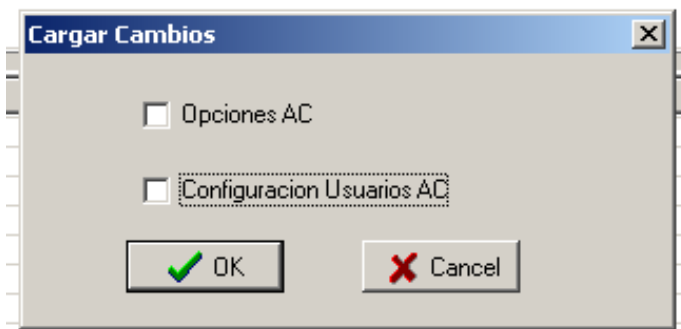 Cargar Cambios
Opciones AC
Configuracion Usuarios AC
OK
Cancel